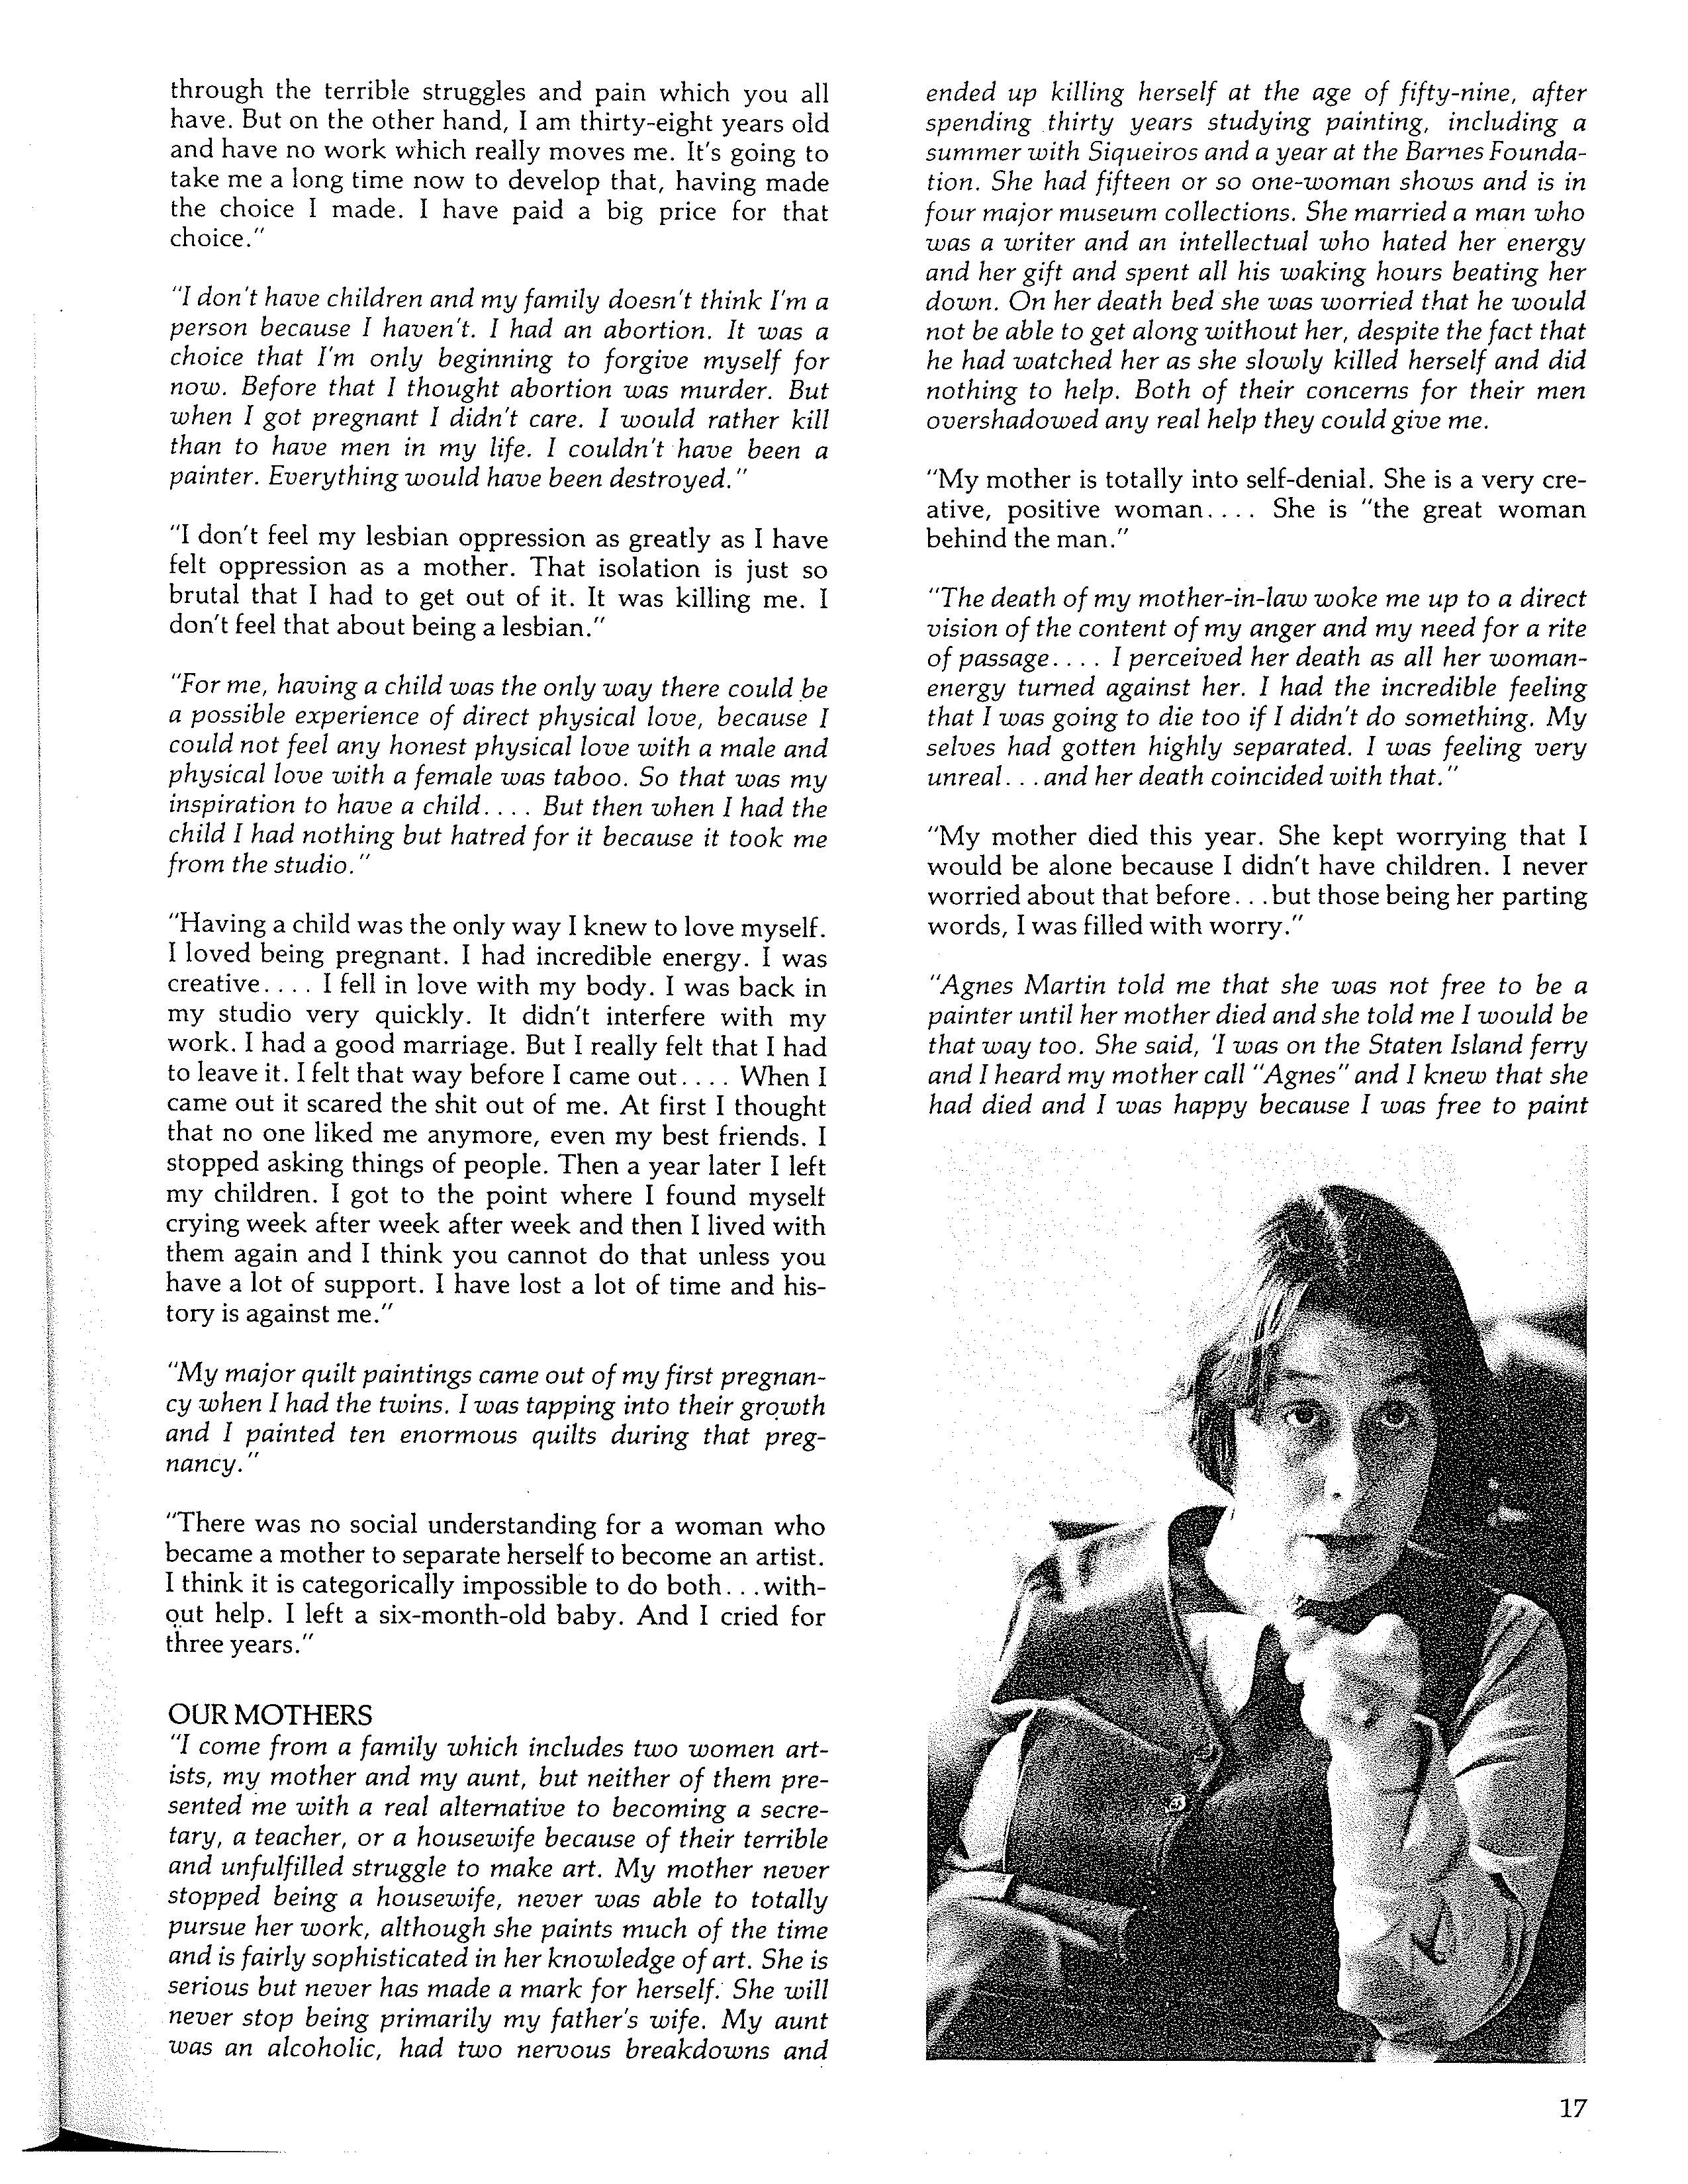 through the terrible struggles and pain which you all
have. But on the other hand, I am thirty-eight years old
and have no work which really moves me. It's going to
take me a long time now to develop that, having made
the choice I made. I have paid a big price for that
choice."
"I don't have children and my family doesn't think I'm a
person because I haven't. I had an abortion. It was a
choice that I'm only beginning to forgive myself for
now. Before that I thought abortion was murder. But
when I got pregnant I didn't care. I would rather kill
than to have men in my life. I couldn't have been a
painter. Everything would have been destroyed."
"I don't feel my lesbian oppression as greatly as I have
felt oppression as a mother. That isolation is just so
brutal that I had to get out of it. It was killing me. I
don't feel that about being a lesbian."
"For me, having a child was the only way there could be
a possible experience of direct physical love, because I
could not feel any honest physical love with a male and
physical love with a female was taboo. So that was my
inspiration to have a child.... But then when I had the
child I had nothing but hatred for it because it took me
from the studio."
"Having a child was the only way I knew to love myself.
I loved being pregnant. I had incredible energy. I was
creative.... I fell in love with my body. I was back in
my studio very quickly. It didn't interfere with my
work. I had a good marriage. But I really felt that I had
to leave it. I felt that way before I came out.... When I
came out it scared the shit out of me. At first I thought
that no one liked me anymore, even my best friends. I
stopped asking things of people. Then a year later I left
my children. I got to the point where I found myself
crying week after week after week and then I lived with
them again and I think you cannot do that unless you
have a lot of support. I have lost a lot of time and his-
tory is against me."
"My major quilt paintings came out of my first pregnan-
cy when I had the twins. I was tapping into their growth
and I painted ten enormous quilts during that preg-
nancy."
"There was no social understanding for a woman who
became a mother to separate herself to become an artist.
I think it is categorically impossible to do both...with-
out help. I left a six-month-old baby. And I cried for
three years."
OUR MOTHERS
"I come from a family which includes two women art-
ists, my mother and my aunt, but neither of them pre-
sented me with a real alternative to becoming a secre-
tary, a teacher, or a housewife because of their terrible
and unfulfilled struggle to make art. My mother never
stopped being a housewife, never was able to totally
pursue her work, although she paints much of the time
and is fairly sophisticated in her knowledge of art. She is
serious but never has made a mark for herself. She will
never stop being primarily my father's wife. My aunt
was an alcoholic, had two nervous breakdowns and
ended up killing herself at the age of fifty-nine, after
spending thirty years studying painting, including a
summer with Siqueiros and a year at the Barnes Founda-
tion. She had fifteen or so one-woman shows and is in
four major museum collections. She married a man who
was a writer and an intellectual who hated her energy
and her gift and spent all his waking hours beating her
down. On her death bed she was worried that he would
not be able to get along without her, despite the fact that
he had watched her as she slowly killed herself and did
nothing to help. Both of their concerns for their men
overshadowed any real help they could give me.
"My mother is totally into self-denial. She is a very cre-
ative, positive woman.... She is "the great woman
behind the man."
"The death of my mother-in-law woke me up to a direct
vision of the content of my anger and my need for a rite
of passage.... I perceived her death as all her woman-
energy turned against her. I had the incredible feeling
that I was going to die too if I didn't do something. My
selves had gotten highly separated. I was feeling very
unreal...and her death coincided with that."
"My mother died this year. She kept worrying that I
would be alone because I didn't have children. I never
worried about that before...but those being her parting
words, I was filled with worry."
"Agnes Martin told me that she was not free to be a
painter until her mother died and she told me I would be
that way too. She said, 'I was on the Staten Island ferry
and I heard my mother call "Agnes" and I knew that she
had died and I was happy because I was free to paint
17